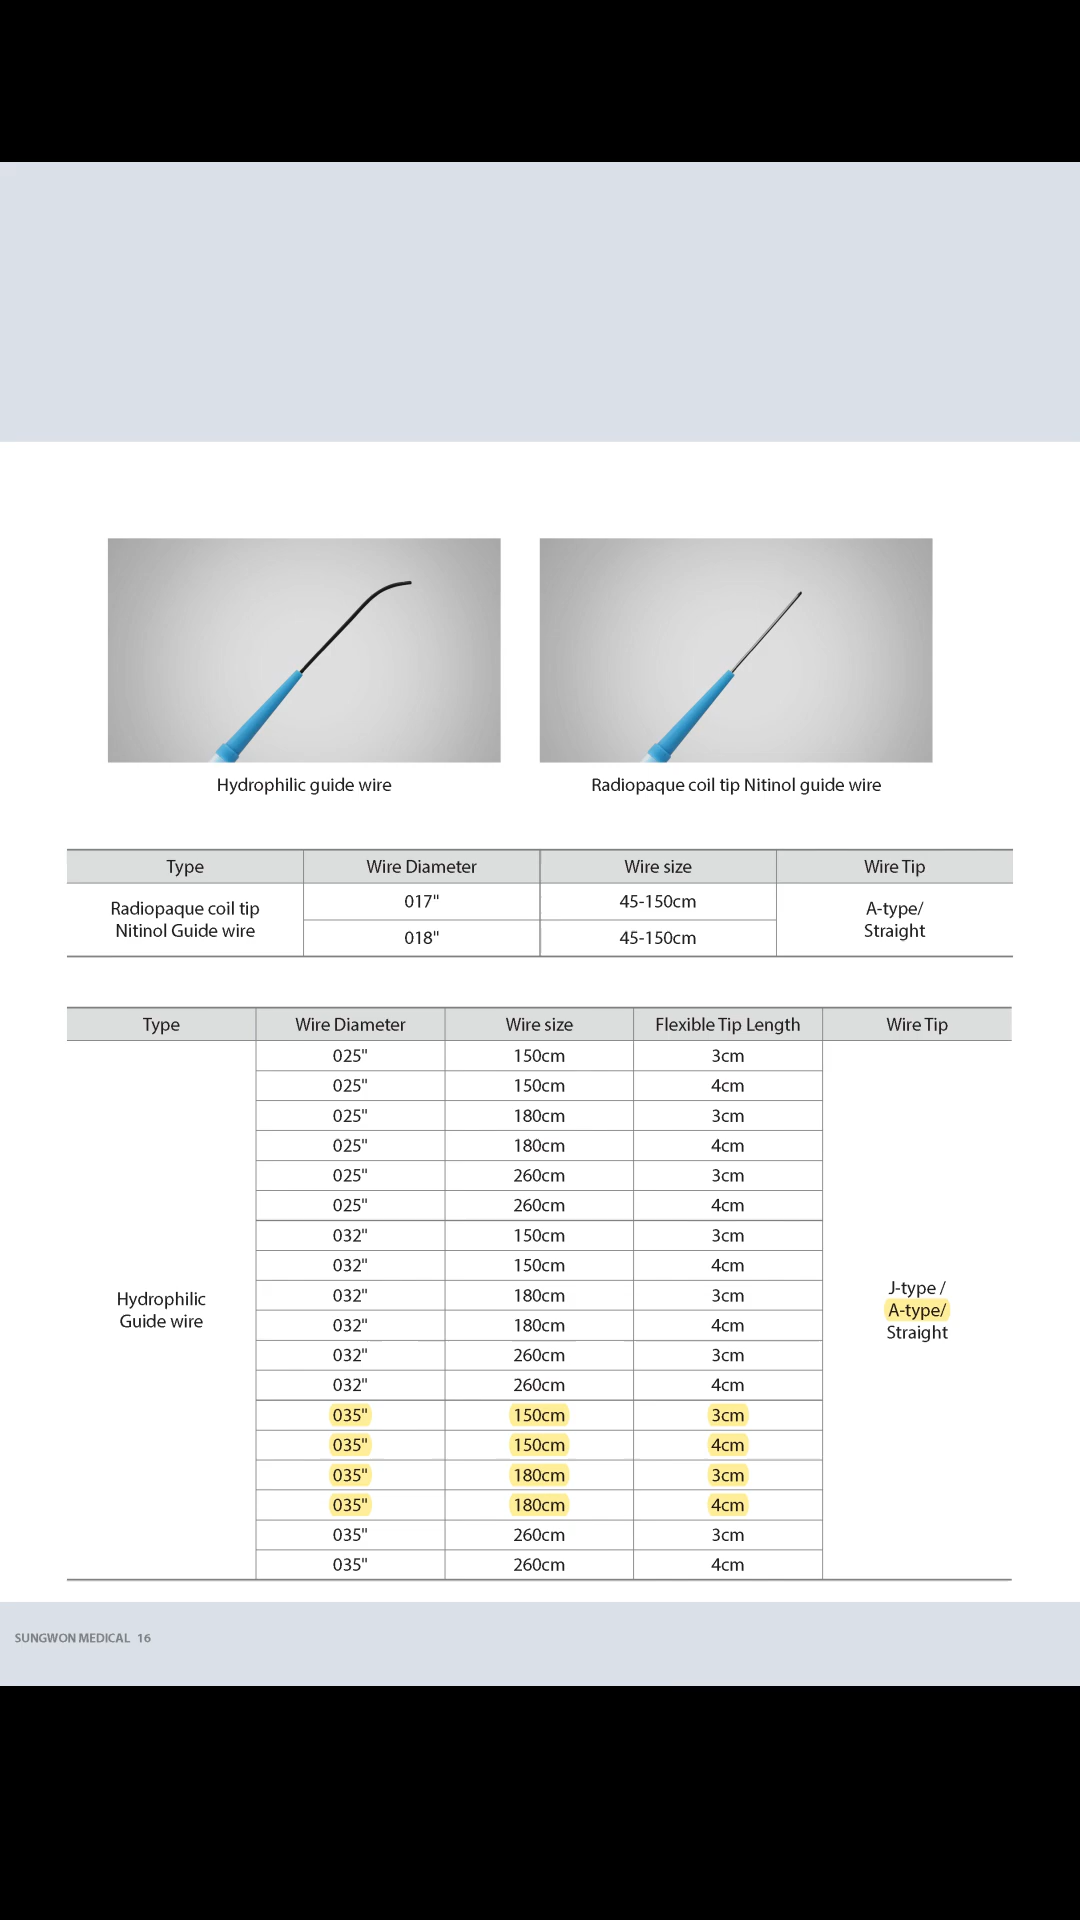 Hydrophilic guide wire
Radiopaque coil tip Nitinol guide wire
Type Wire Diameter Wire size Wire Tip
Radiopaque coil tip
Nitinol Guide wire
017" 45-150cm
018" 45-150cm
A-type/
Straight
Type Wire Diameter Wire size Flexible Tip Length Wire Tip
Hydrophilic
Guide wire
025" 150cm 3cm
025" 150cm 4cm
025" 180cm 3cm
025" 180cm 4cm
025" 260cm 3cm
025" 260cm 4cm
032" 150cm 3cm
032" 150cm 4cm
032" 180cm 3cm
032" 180cm 4cm
032" 260cm 3cm
032" 260cm 4cm
035" 150cm 3cm
035" 150cm 4cm
035" 180cm 3cm
035" 180cm 4cm
035" 260cm 3cm
035" 260cm 4cm
J-type /
A-type/
Straight
SUNGWON MEDICAL 16